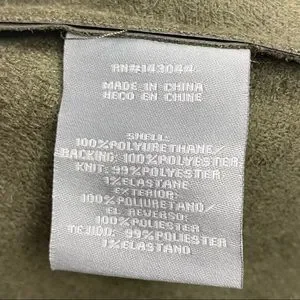 RN#143044
MADE IN CHINA
HECO EN CHINE
SHELL:
100%POLYURETHANE/
BACKING: 100%POLYESTER
KNIT: 99%POLYESTER
1%ELASTANE
EXTERIOR:
100%POLIURETANO/
EL REVERSO:
100%POLIESTER
TEJIDO: 99%POLIESTER
1%ELASTANO